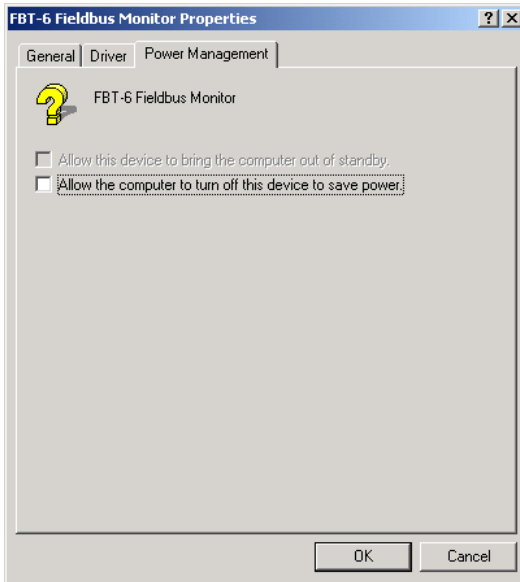 FBT-6 Fieldbus Monitor Properties
General Driver Power Management
FBT-6 Fieldbus Monitor
Allow this device to bring the computer out of standby.
Allow the computer to turn off this device to save power.
OK Cancel